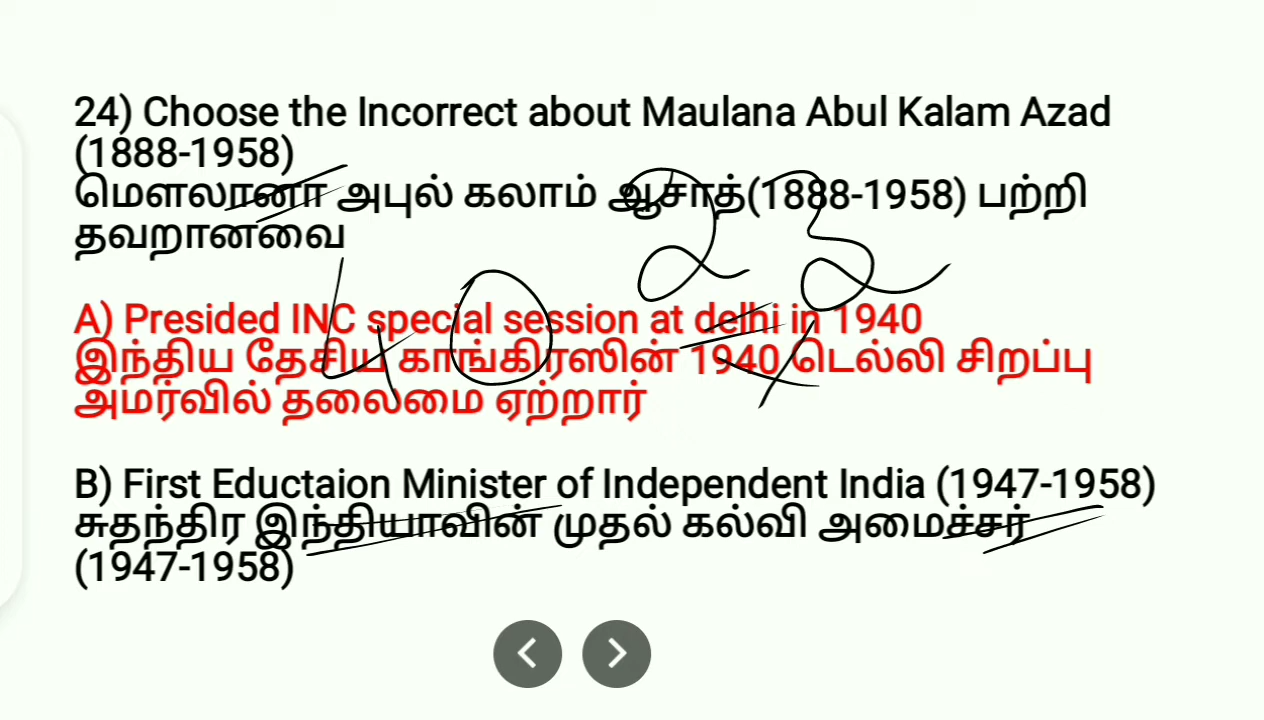 24) Choose the Incorrect about Maulana Abul Kalam Azad
(1888-1958)
மௌலானா அபுல் கலாம் ஆசாத்(1888-1958) பற்றி
தவறானவை
23
40
A) Presided INC special session at delhi in 1940
இந்திய தேசிய காங்கிரஸின் 1940 டெல்லி சிறப்பு
அமர்வில் தலைமை ஏற்றார்
B) First Eductaion Minister of Independent India (1947-1958)
சுதந்திர இந்தியாவின் முதல் கல்வி அமைச்சர்
(1947-1958)